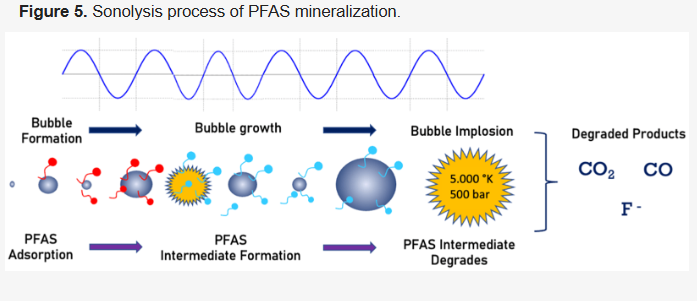 Figure 5. Sonolysis process of PFAS mineralization.
Bubble
Formation
Bubble growth
Bubble Implosion
Degraded Products
5.000 °K
500 bar
CO₂
CO
F -
PFAS
Adsorption
PFAS
Intermediate Formation
PFAS Intermediate
Degrades